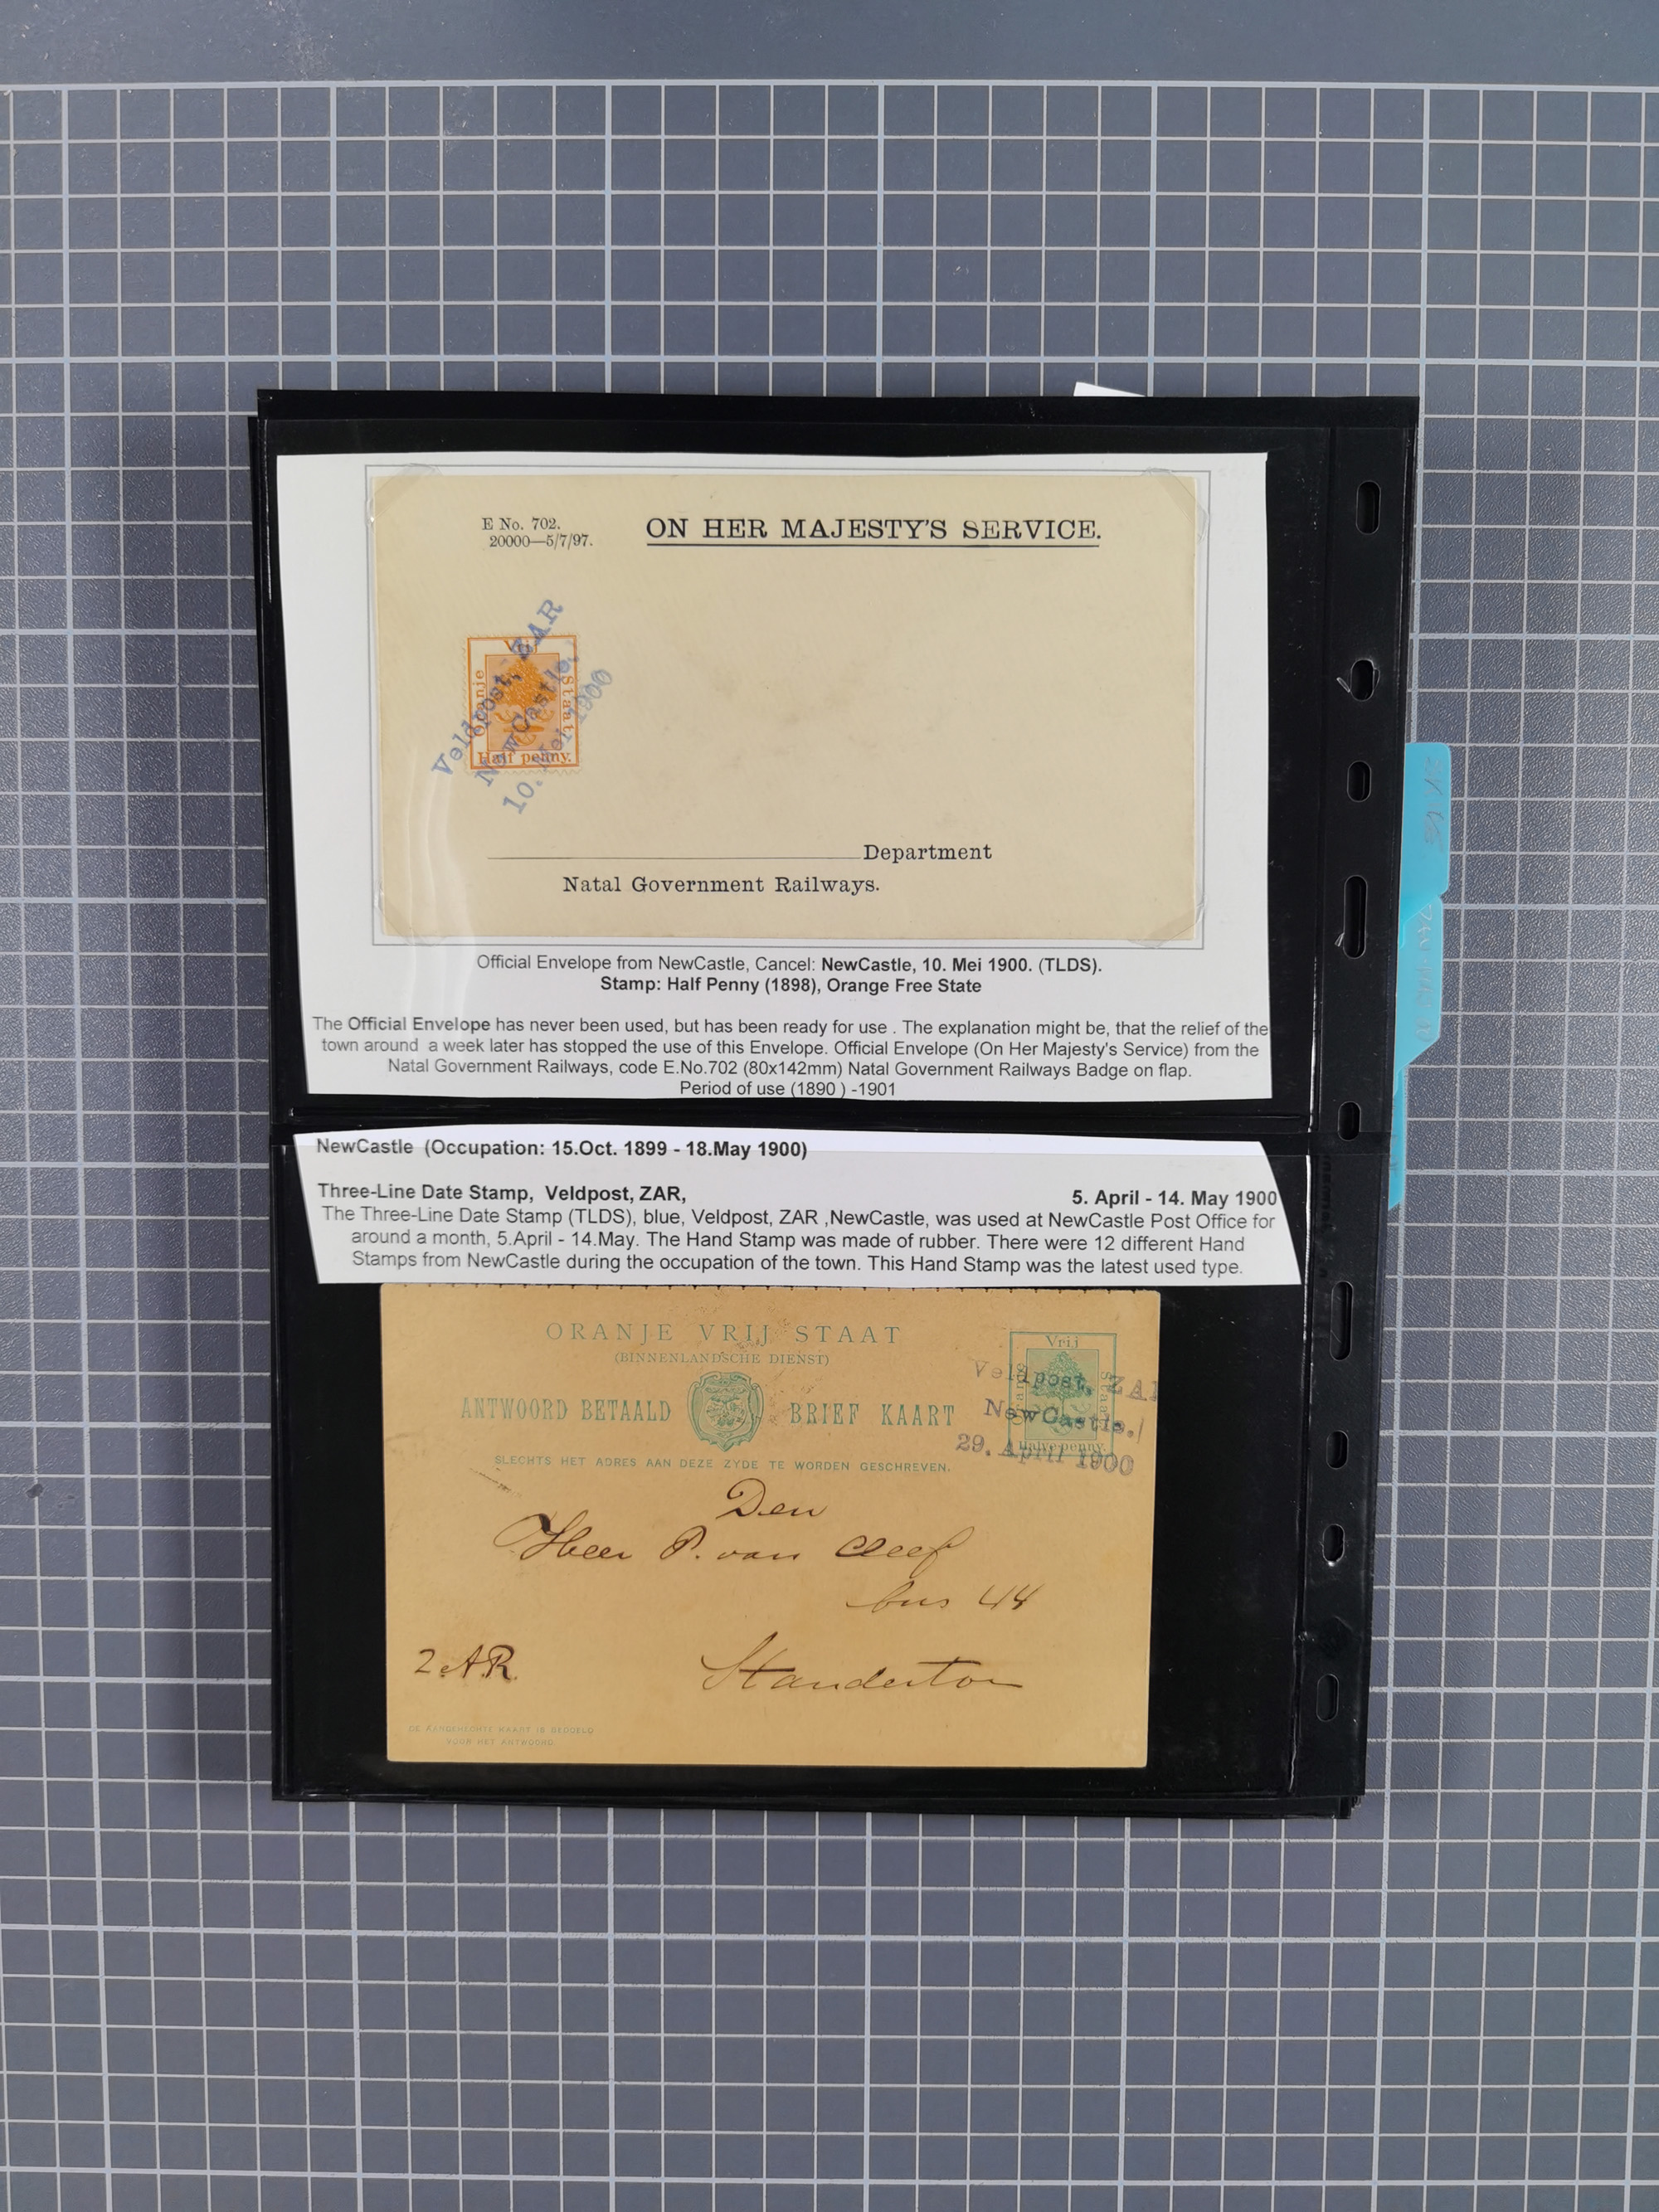 E No. 702.
20000—5/7/97.
ON HER MAJESTY'S SERVICE.
Vrij
Oranje
Staat
Half penny.
Veldpost, ZAR
NewCastle.
10. Mei 1900
Department
Natal Government Railways.
Official Envelope from NewCastle, Cancel: NewCastle, 10. Mei 1900. (TLDS).
Stamp: Half Penny (1898), Orange Free State
The Official Envelope has never been used, but has been ready for use . The explanation might be, that the relief of the
town around a week later has stopped the use of this Envelope. Official Envelope (On Her Majesty's Service) from the
Natal Government Railways, code E.No.702 (80x142mm) Natal Government Railways Badge on flap.
Period of use (1890 ) -1901
NewCastle (Occupation: 15.Oct. 1899 - 18.May 1900)
Three-Line Date Stamp, Veldpost, ZAR, 5. April - 14. May 1900
The Three-Line Date Stamp (TLDS), blue, Veldpost, ZAR ,NewCastle, was used at NewCastle Post Office for
around a month, 5.April - 14.May. The Hand Stamp was made of rubber. There were 12 different Hand
Stamps from NewCastle during the occupation of the town. This Hand Stamp was the latest used type.
ORANJE VRIJ STAAT
(BINNENLANDSCHE DIENST)
ANTWOORD BETAALD BRIEF KAART
SLECHTS HET ADRES AAN DEZE ZYDE TE WORDEN GESCHREVEN.
Vrij
Oranje
Staat
Halve penny.
Veldpost, ZA
NewCastle.
29. April 1900
Den
Heer P. van Cleef
bus 44
Standerton
Z.A.R.
DE AANGEHECHTE KAART IS BEDOELD
VOOR HET ANTWOORD